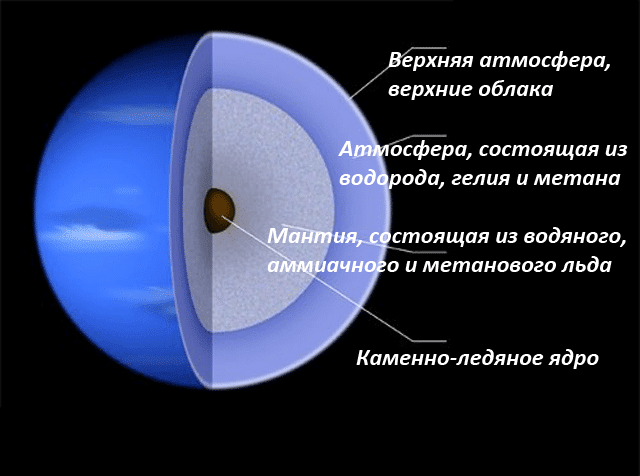 Верхняя атмосфера,
верхние облака
Атмосфера, состоящая из
водорода, гелия и метана
Мантия, состоящая из водяного,
аммиачного и метанового льда
Каменно-ледяное ядро